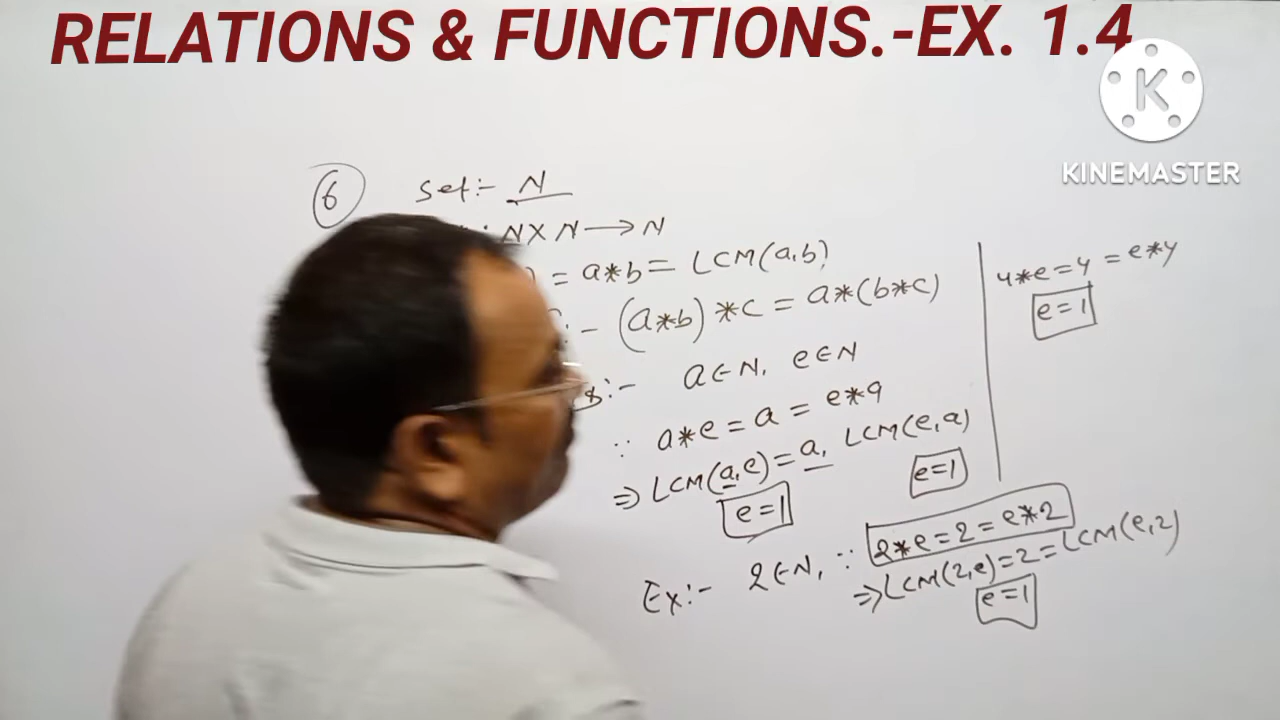 RELATIONS & FUNCTIONS.-EX. 1.4
K
KINEMASTER
6 Set:- N
: N X N → N
) = a*b = LCM(a,b)
:- (a*b) *c = a*(b*c)
:- a∈N, e∈N
∵ a*e = a = e*a
⇒ LCM(a,e) = a, LCM(e,a)
e=1 e=1
Ex:- 2∈N, ∵ 2*e=2=e*2
⇒ LCM(2,e)=2=LCM(e,2)
e=1
4*e=4=e*4
e=1